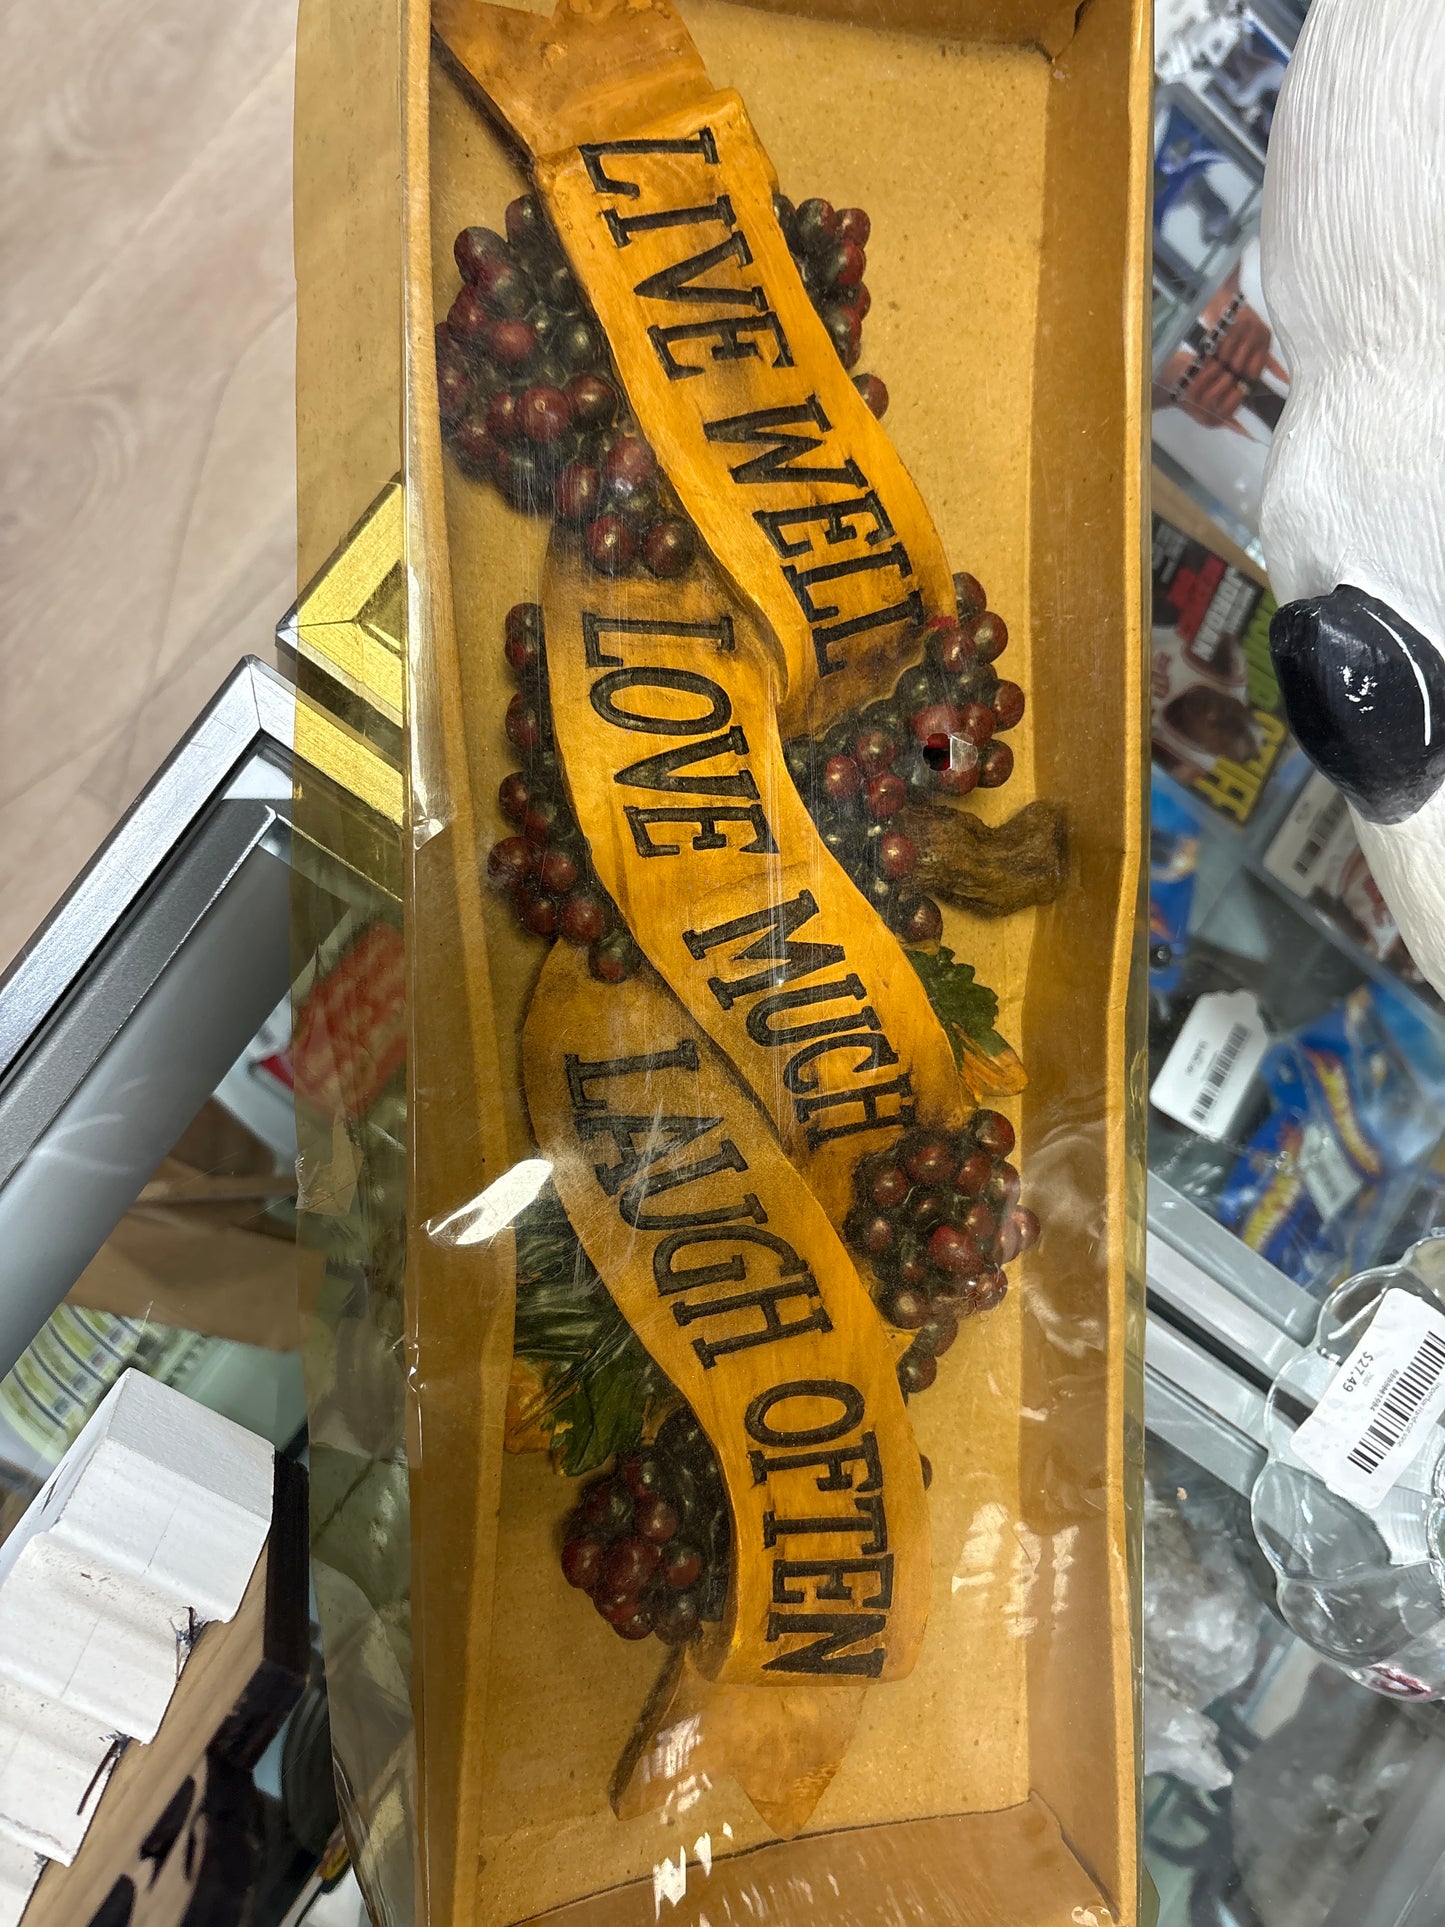 LIVE WELL
LOVE MUCH
LAUGH OFTEN
$27.49